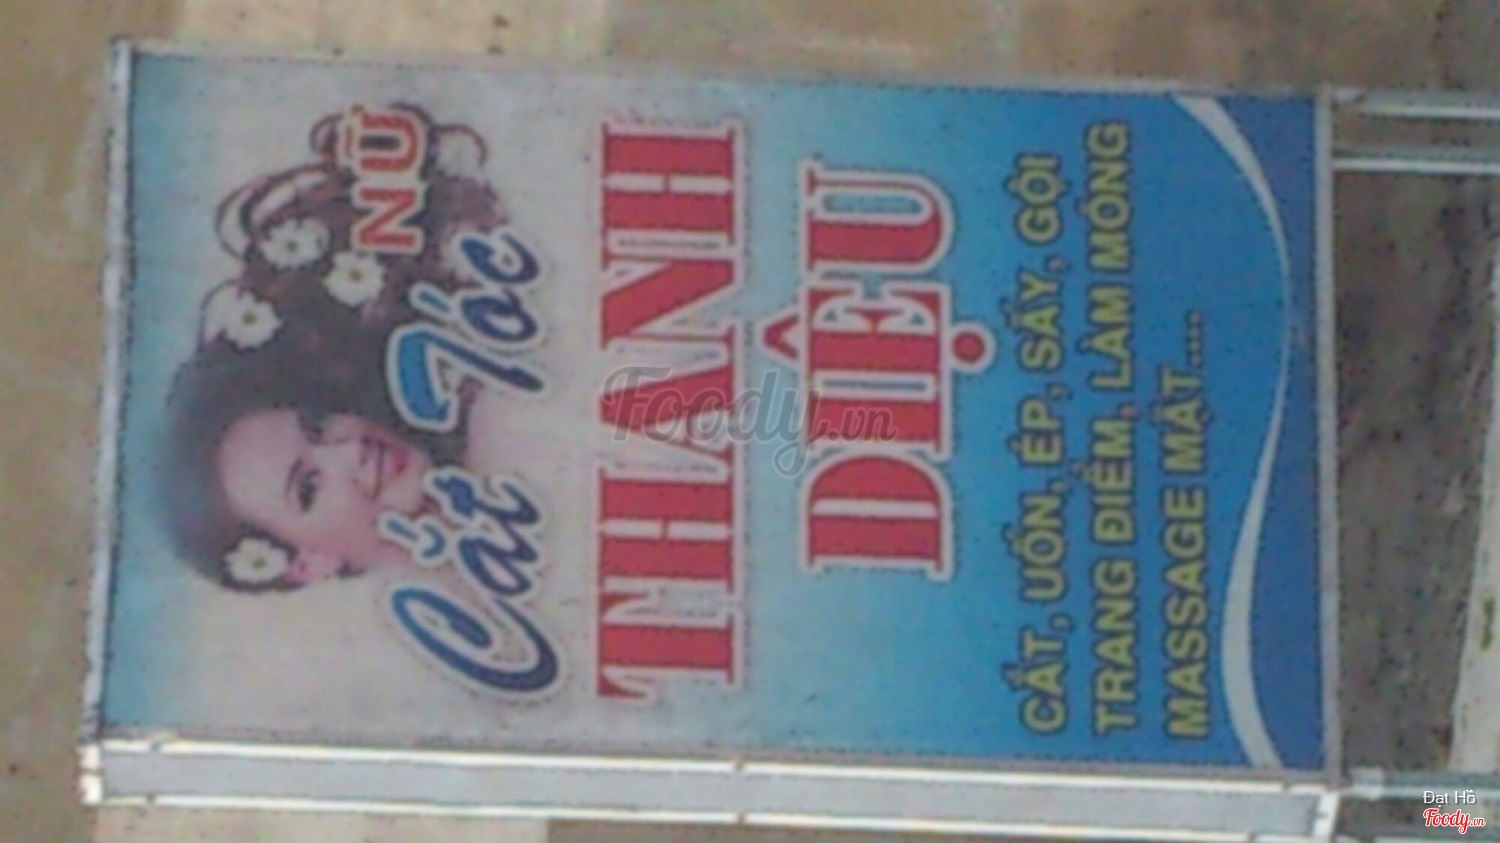 Cắt Tóc NỮ
THANH
DIỆU
CẮT, UỐN, ÉP, SẤY, GỘI
TRANG ĐIỂM, LÀM MÓNG
MASSAGE MẶT...
Foody.vn
Đạt Hồ
Foody.vn